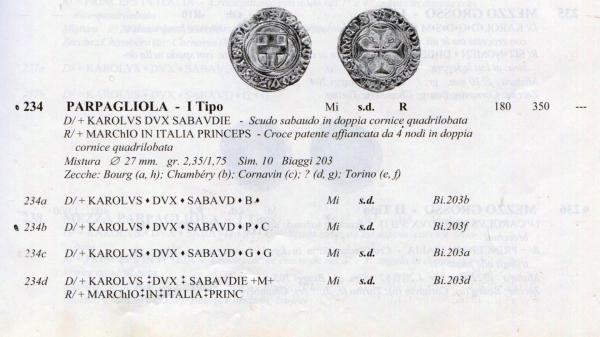 234 PARPAGLIOLA - I Tipo Mi s.d. R 180 350 ---
D/ + KAROLVS DVX SABAVDIE - Scudo sabaudo in doppia cornice quadrilobata
R/ + MARChIO IN ITALIA PRINCEPS - Croce patente affiancata da 4 nodi in doppia
cornice quadrilobata
Mistura ∅ 27 mm. gr. 2,35/1,75 Sim. 10 Biaggi 203
Zecche: Bourg (a, h); Chambéry (b); Cornavin (c); ? (d, g); Torino (e, f)
234a D/ + KAROLVS ♦ DVX ♦ SABAVD ♦ B ♦ Mi s.d. Bi.203b
234b D/ + KAROLVS ♦ DVX ♦ SABAVD ♦ P ♦ C Mi s.d. Bi.203f
234c D/ + KAROLVS ♦ DVX ♦ SABAVD ♦ G ♦ G Mi s.d. Bi.203a
234d D/ + KAROLVS ‡DVX ‡ SABAVDIE +M+ Mi s.d. Bi.203d
R/ + MARChIO‡IN‡ITALIA‡PRINC